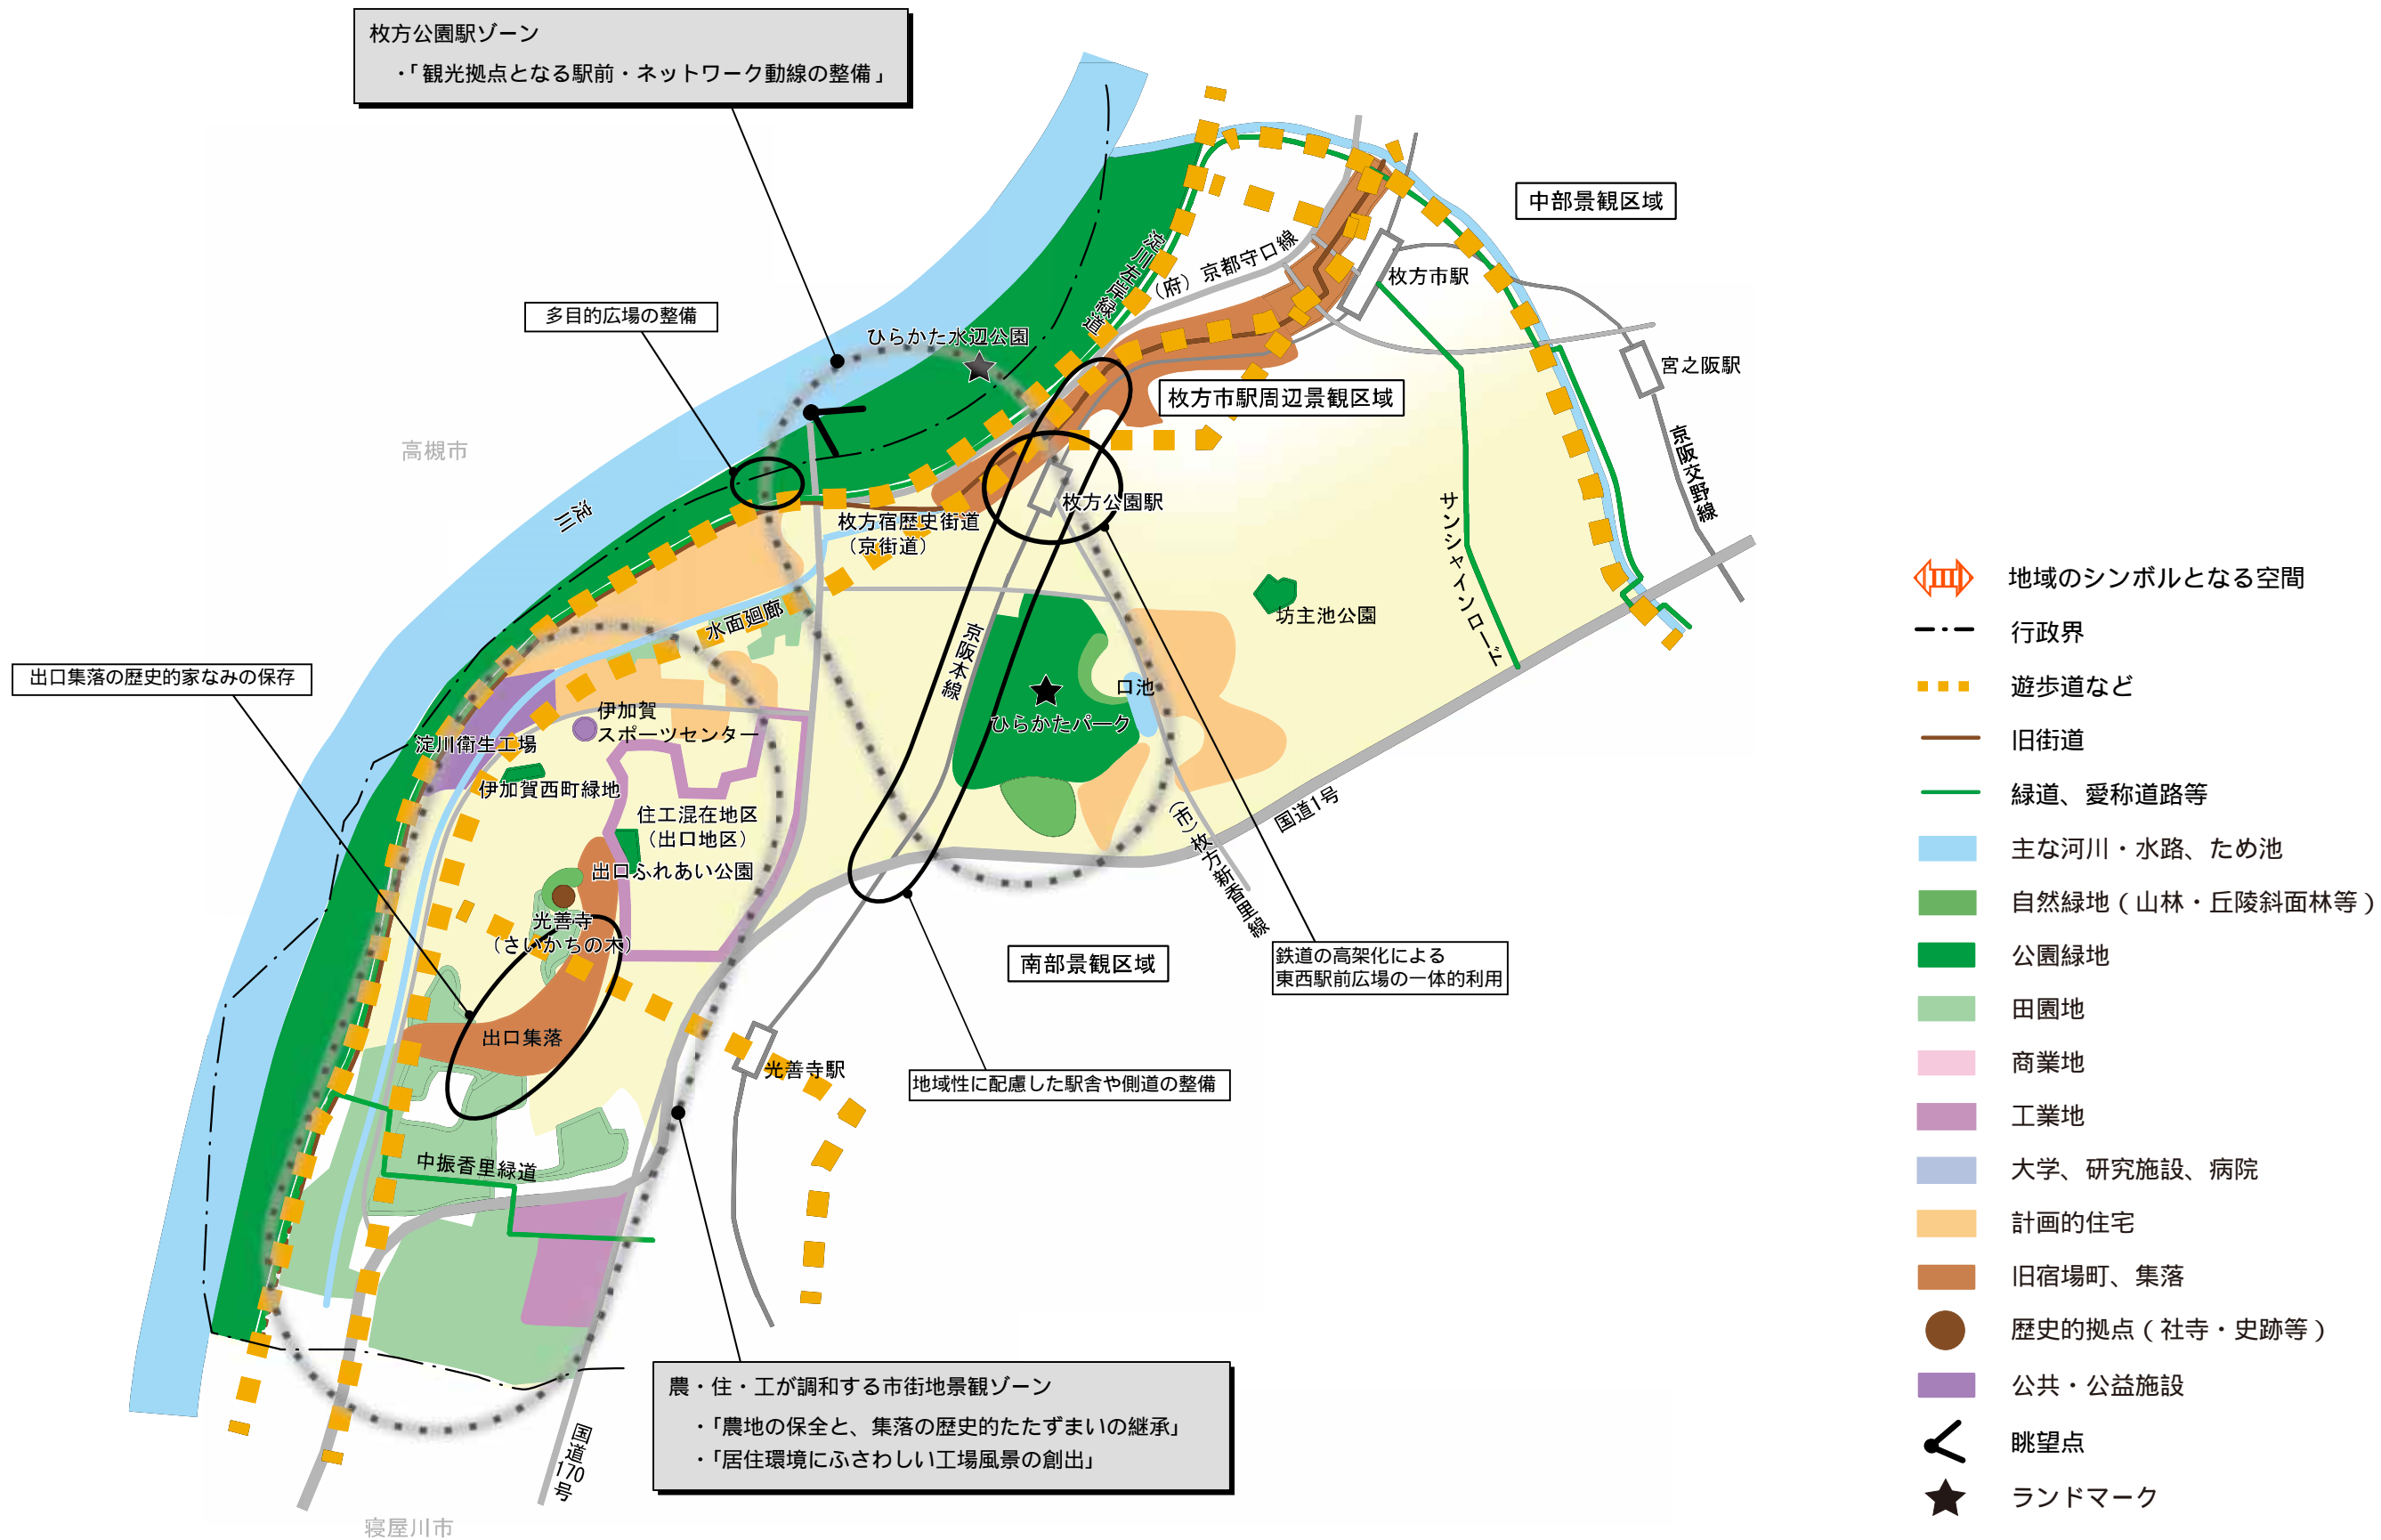 枚方公園駅ゾーン
・「観光拠点となる駅前・ネットワーク動線の整備」
中部景観区域
淀川左岸緑道
（府）京都守口線
枚方市駅
多目的広場の整備
ひらかた水辺公園
宮之阪駅
枚方市駅周辺景観区域
高槻市
京阪交野線
枚方公園駅
サンシャインロード
淀川
枚方宿歴史街道
（京街道）
水面廻廊
坊主池公園
京阪本線
出口集落の歴史的家なみの保存
口池
ひらかたパーク
伊加賀
スポーツセンター
淀川衛生工場
伊加賀西町緑地
住工混在地区
（出口地区）
国道1号
（市）枚方新香里線
出口ふれあい公園
光善寺
（さいかちの木）
南部景観区域
鉄道の高架化による
東西駅前広場の一体的利用
出口集落
光善寺駅
地域性に配慮した駅舎や側道の整備
中振香里緑道
農・住・工が調和する市街地景観ゾーン
・「農地の保全と、集落の歴史的たたずまいの継承」
・「居住環境にふさわしい工場風景の創出」
国道170号
寝屋川市
地域のシンボルとなる空間
行政界
遊歩道など
旧街道
緑道、愛称道路等
主な河川・水路、ため池
自然緑地（山林・丘陵斜面林等）
公園緑地
田園地
商業地
工業地
大学、研究施設、病院
計画的住宅
旧宿場町、集落
歴史的拠点（社寺・史跡等）
公共・公益施設
眺望点
ランドマーク